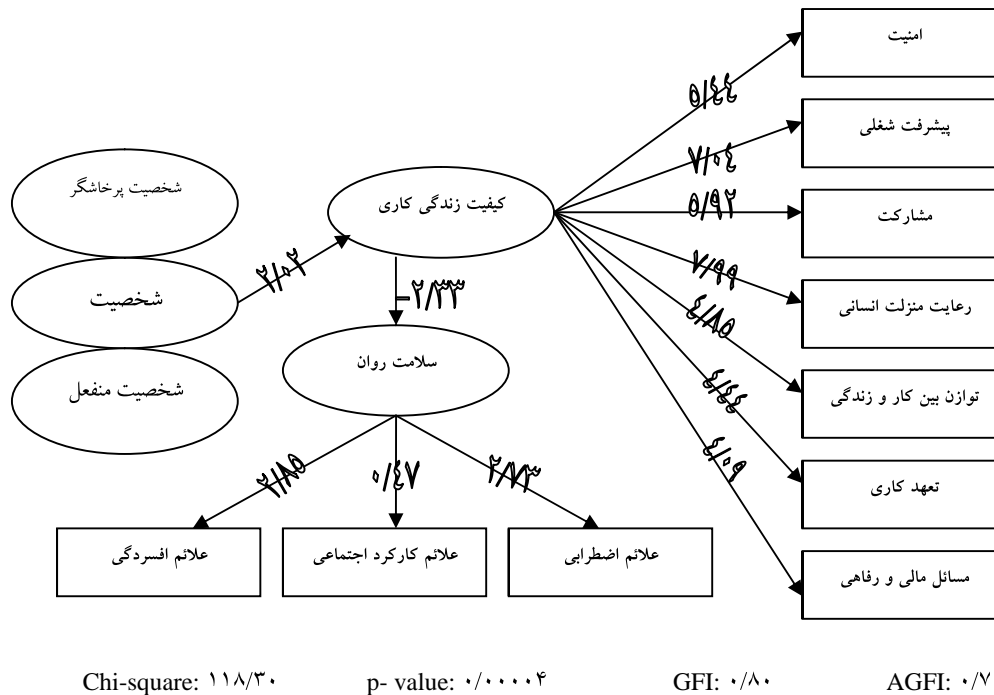 امنیت
۵/۴۴
پیشرفت شغلی
۷/۰۴
شخصیت پرخاشگر
کیفیت زندگی کاری
۵/۹۲
مشارکت
۲/۰۲
شخصیت
-۲/۳۳
۷/۹۹
رعایت منزلت انسانی
۴/۸۵
سلامت روان
شخصیت منفعل
توازن بین کار و زندگی
۴/۴۴
۲/۸۵
۰/۴۷
۲/۷۳
۴/۰۹
تعهد کاری
علائم افسردگی
علائم کارکرد اجتماعی
علائم اضطرابی
مسائل مالی و رفاهی
Chi-square: ۱۱۸/۳۰ p- value: ۰/۰۰۰۰۴ GFI: ۰/۸۰ AGFI: ۰/۷